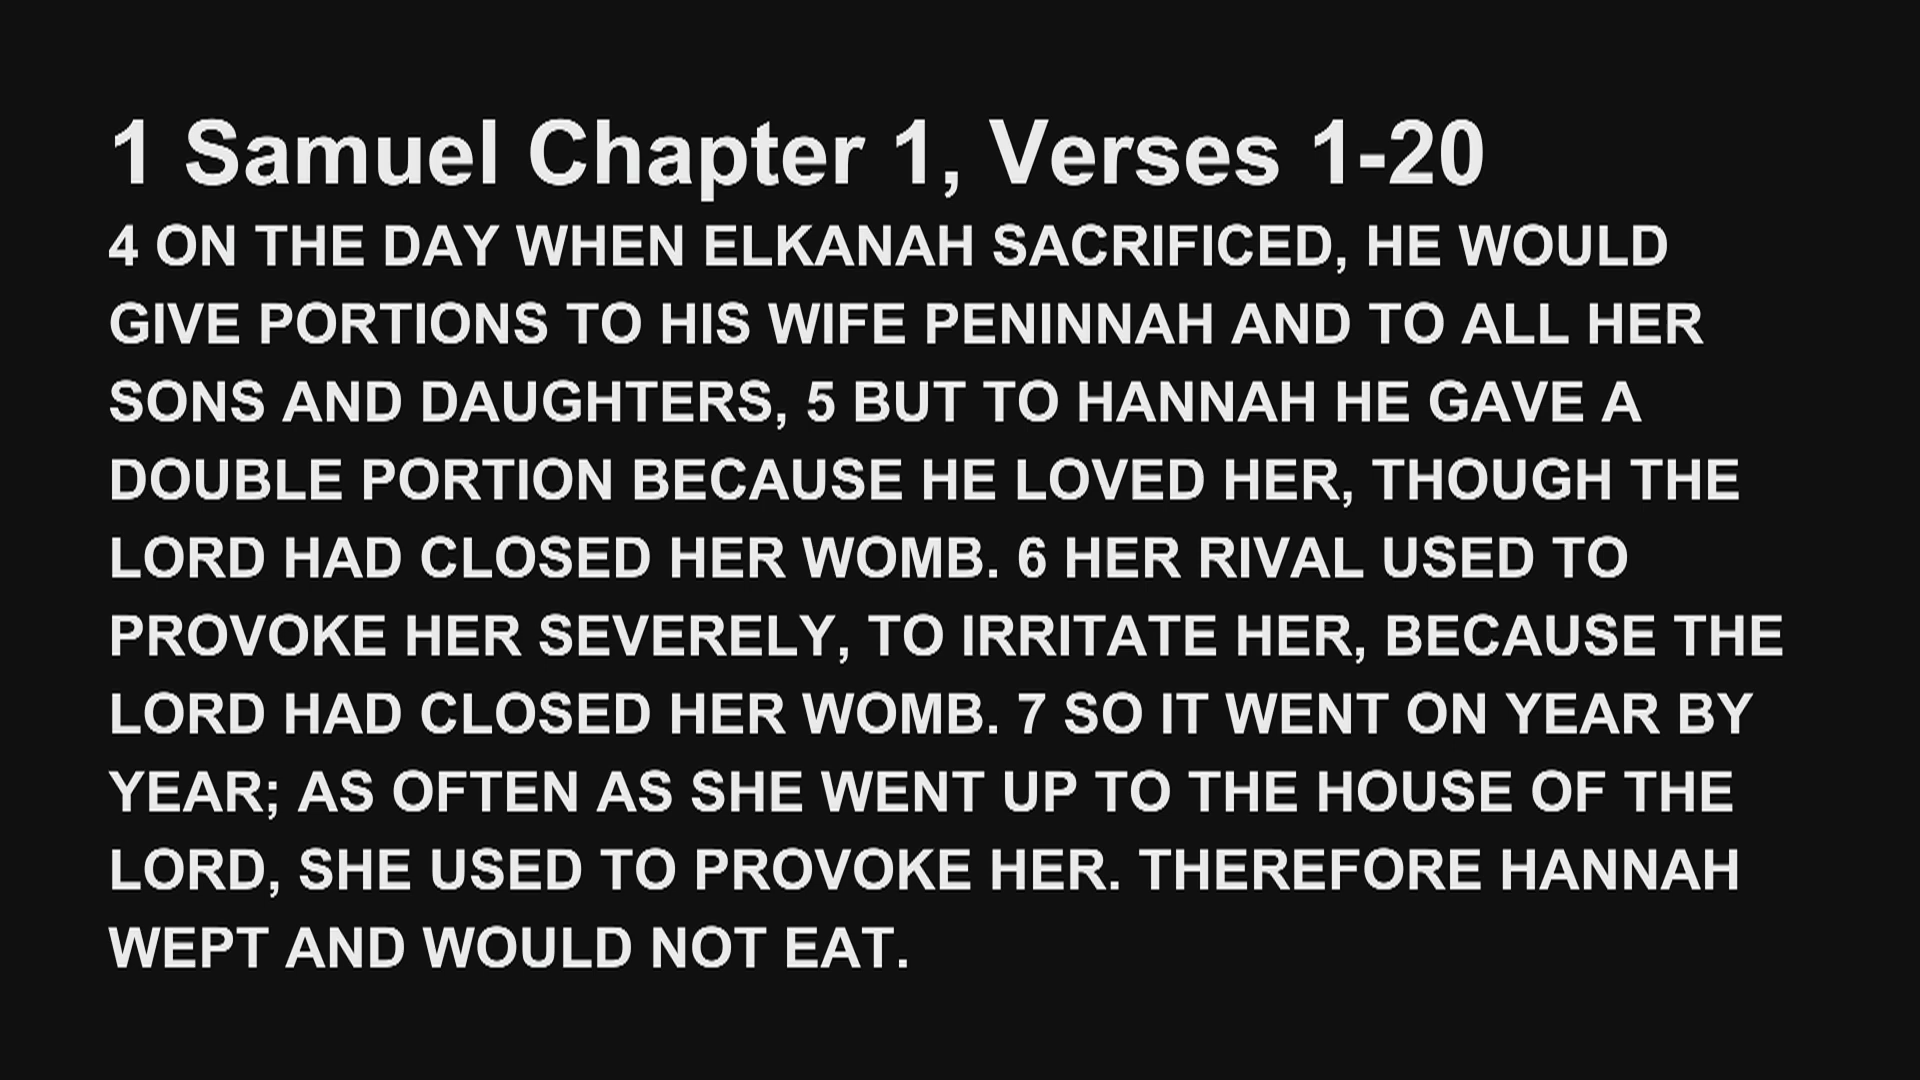 1 Samuel Chapter 1, Verses 1-20
4 ON THE DAY WHEN ELKANAH SACRIFICED, HE WOULD
GIVE PORTIONS TO HIS WIFE PENINNAH AND TO ALL HER
SONS AND DAUGHTERS, 5 BUT TO HANNAH HE GAVE A
DOUBLE PORTION BECAUSE HE LOVED HER, THOUGH THE
LORD HAD CLOSED HER WOMB. 6 HER RIVAL USED TO
PROVOKE HER SEVERELY, TO IRRITATE HER, BECAUSE THE
LORD HAD CLOSED HER WOMB. 7 SO IT WENT ON YEAR BY
YEAR; AS OFTEN AS SHE WENT UP TO THE HOUSE OF THE
LORD, SHE USED TO PROVOKE HER. THEREFORE HANNAH
WEPT AND WOULD NOT EAT.